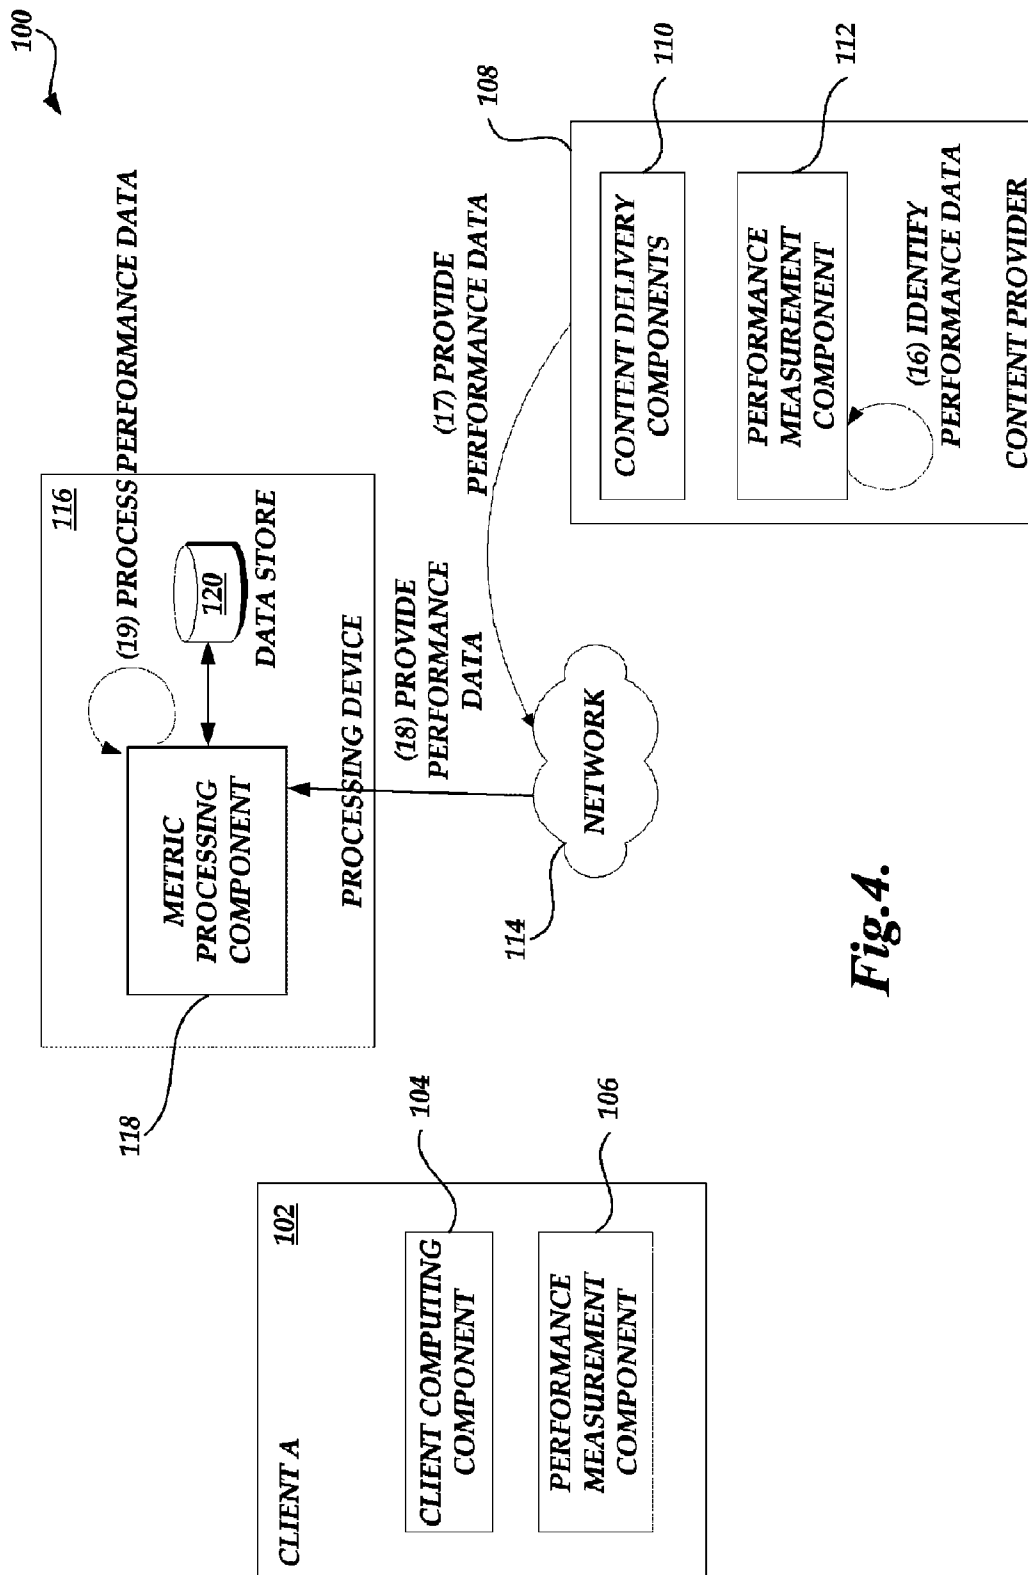 100
116
(19) PROCESS PERFORMANCE DATA
METRIC
PROCESSING
COMPONENT
120
DATA STORE
PROCESSING DEVICE
118
CLIENT A
102
CLIENT COMPUTING
COMPONENT
104
PERFORMANCE
MEASUREMENT
COMPONENT
106
(18) PROVIDE
PERFORMANCE
DATA
(17) PROVIDE
PERFORMANCE DATA
NETWORK
114
108
CONTENT DELIVERY
COMPONENTS
110
PERFORMANCE
MEASUREMENT
COMPONENT
112
(16) IDENTIFY
PERFORMANCE DATA
CONTENT PROVIDER
Fig.4.